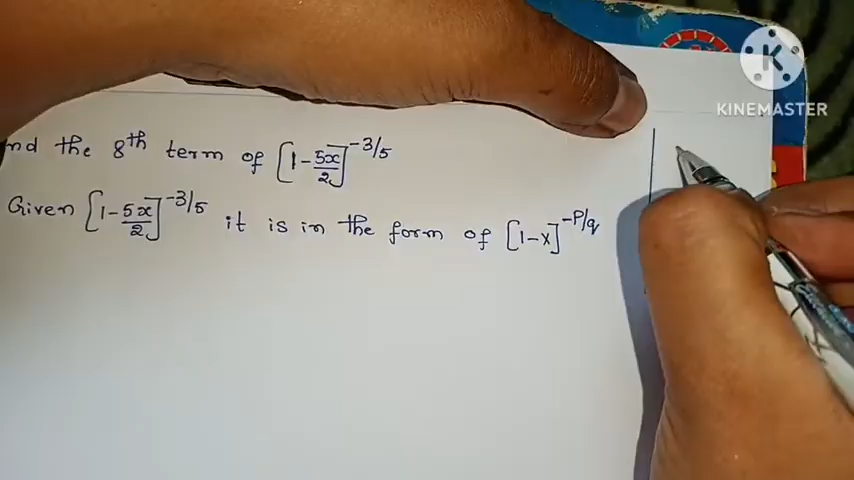 nd the 8th term of [1-5x/2]^-3/5
Given [1-5x/2]^-3/5 it is in the form of [1-x]^-P/q
K
KINEMASTER